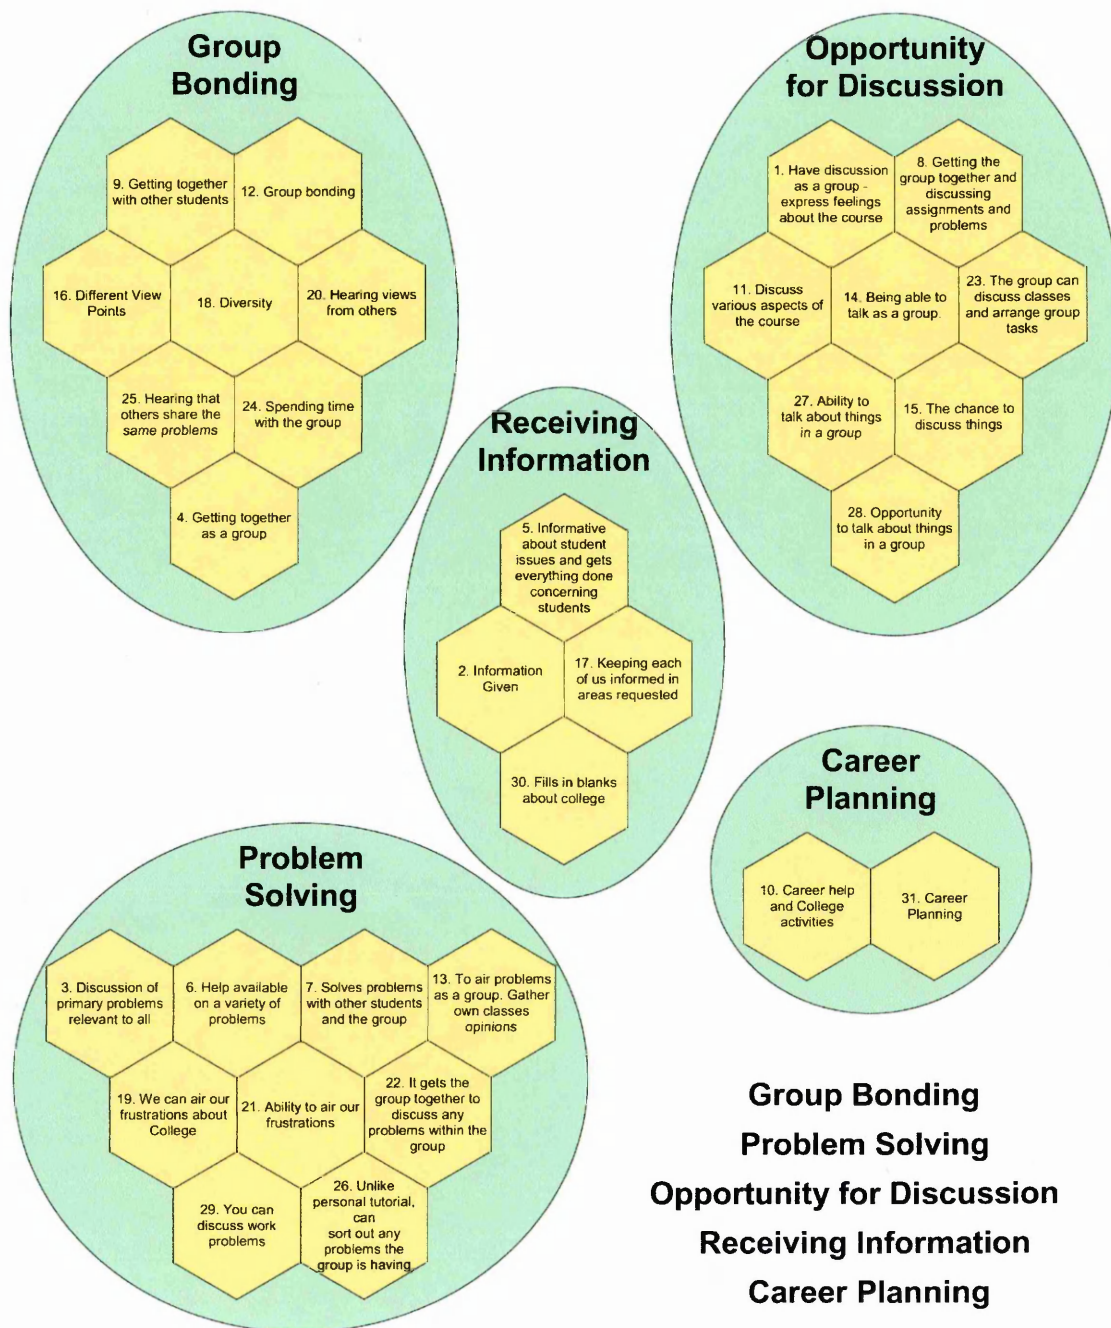 Group
Bonding
9. Getting together
with other students
12. Group bonding
16. Different View
Points
18. Diversity
20. Hearing views
from others
25. Hearing that
others share the
same problems
24. Spending time
with the group
4. Getting together
as a group
Opportunity
for Discussion
1. Have discussion
as a group -
express feelings
about the course
8. Getting the
group together and
discussing
assignments and
problems
11. Discuss
various aspects of
the course
14. Being able to
talk as a group.
23. The group can
discuss classes
and arrange group
tasks
27. Ability to
talk about things
in a group
15. The chance to
discuss things
28. Opportunity
to talk about things
in a group
Receiving
Information
5. Informative
about student
issues and gets
everything done
concerning
students
2. Information
Given
17. Keeping each
of us informed in
areas requested
30. Fills in blanks
about college
Career
Planning
10. Career help
and College
activities
31. Career
Planning
Problem
Solving
3. Discussion of
primary problems
relevant to all
6. Help available
on a variety of
problems
7. Solves problems
with other students
and the group
13. To air problems
as a group. Gather
own classes
opinions
19. We can air our
frustrations about
College
21. Ability to air our
frustrations
22. It gets the
group together to
discuss any
problems within the
group
29. You can
discuss work
problems
26. Unlike
personal tutorial,
can
sort out any
problems the
group is having
Group Bonding
Problem Solving
Opportunity for Discussion
Receiving Information
Career Planning